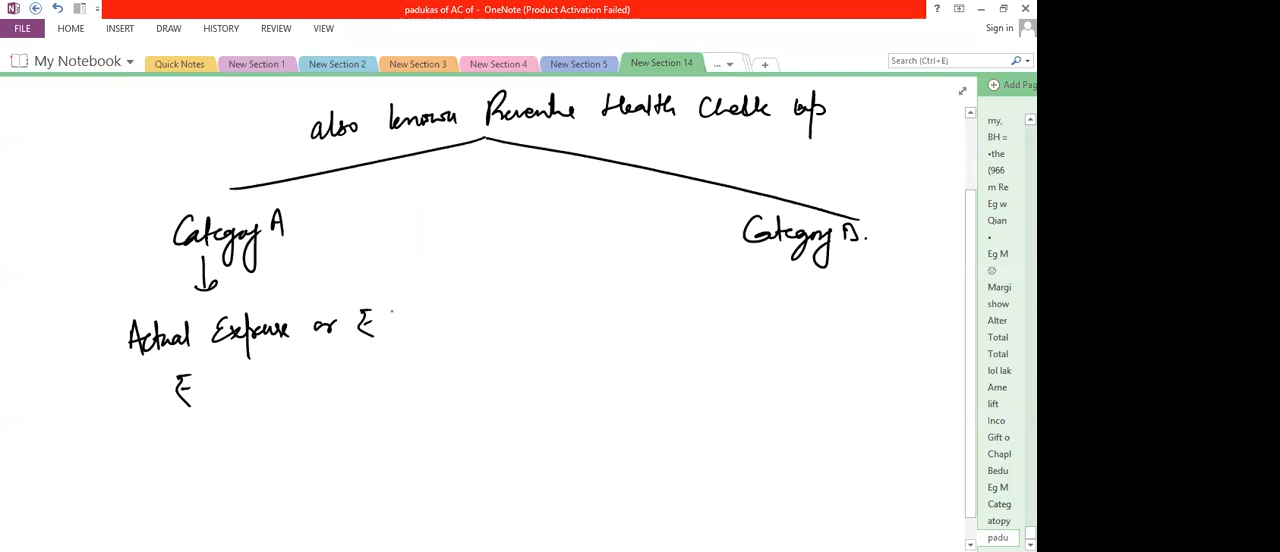 padukas of AC of - OneNote (Product Activation Failed)
? 
Sign in
FILE HOME INSERT DRAW HISTORY REVIEW VIEW
My Notebook Quick Notes New Section 1 New Section 2 New Section 3 New Section 4 New Section 5 New Section 14 ... +
Search (Ctrl+E)
Add Pag
also known Preventive Health Check up
Category A
Category B.
Actual Expense or ₹
₹
my,
BH =
•the
(966
m Re
Eg w
Qian
•
Eg M
☺
Margi
show
Alter
Total
Total
lol lak
Ame
lift
Inco
Gift o
Chapl
Bedu
Eg M
Categ
atopy
padu